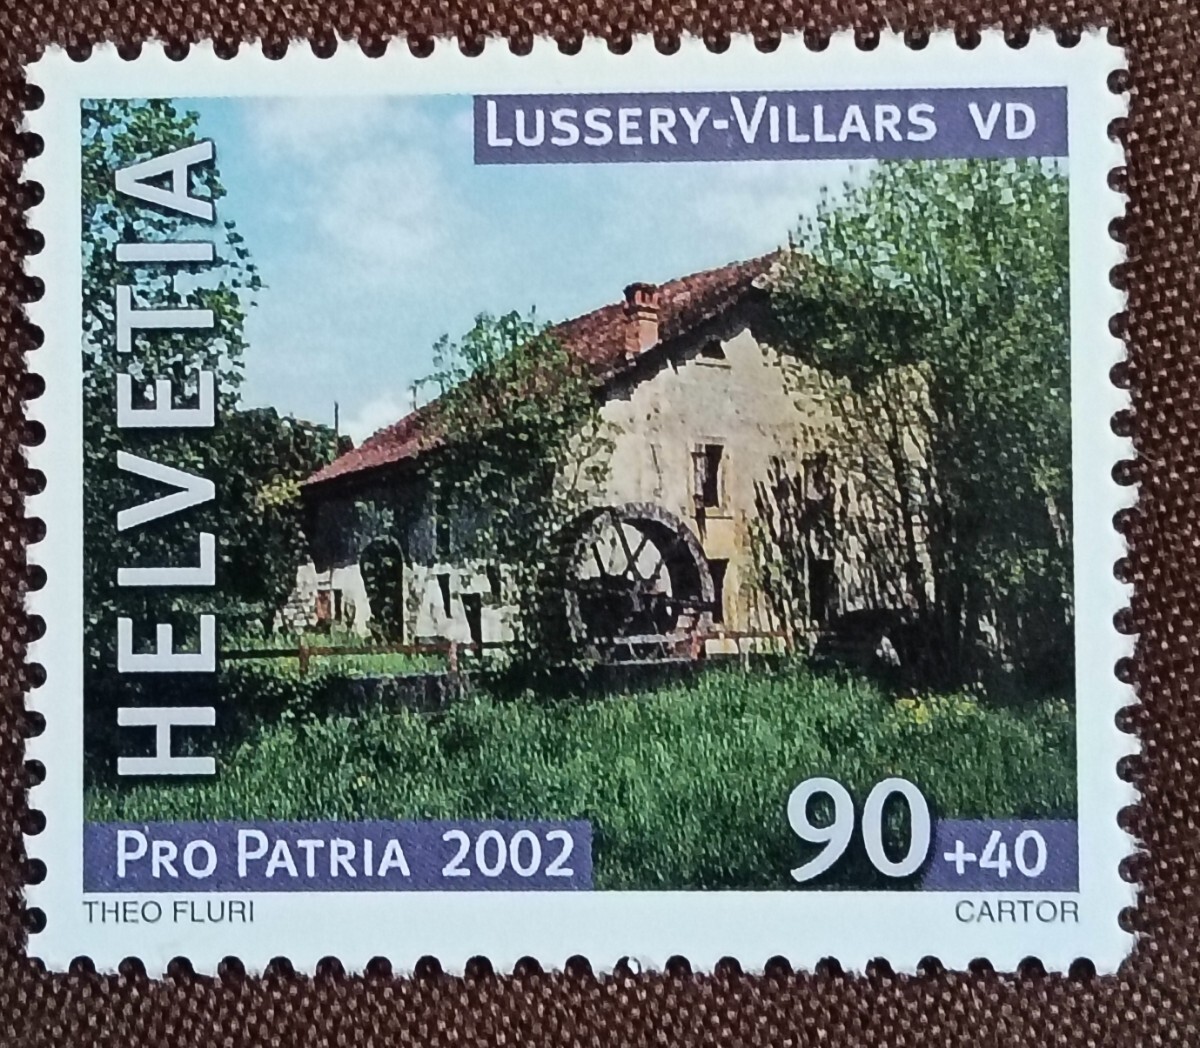 LUSSERY-VILLARS VD
HELVETIA
90+40
PRO PATRIA 2002
THEO FLURI
CARTOR